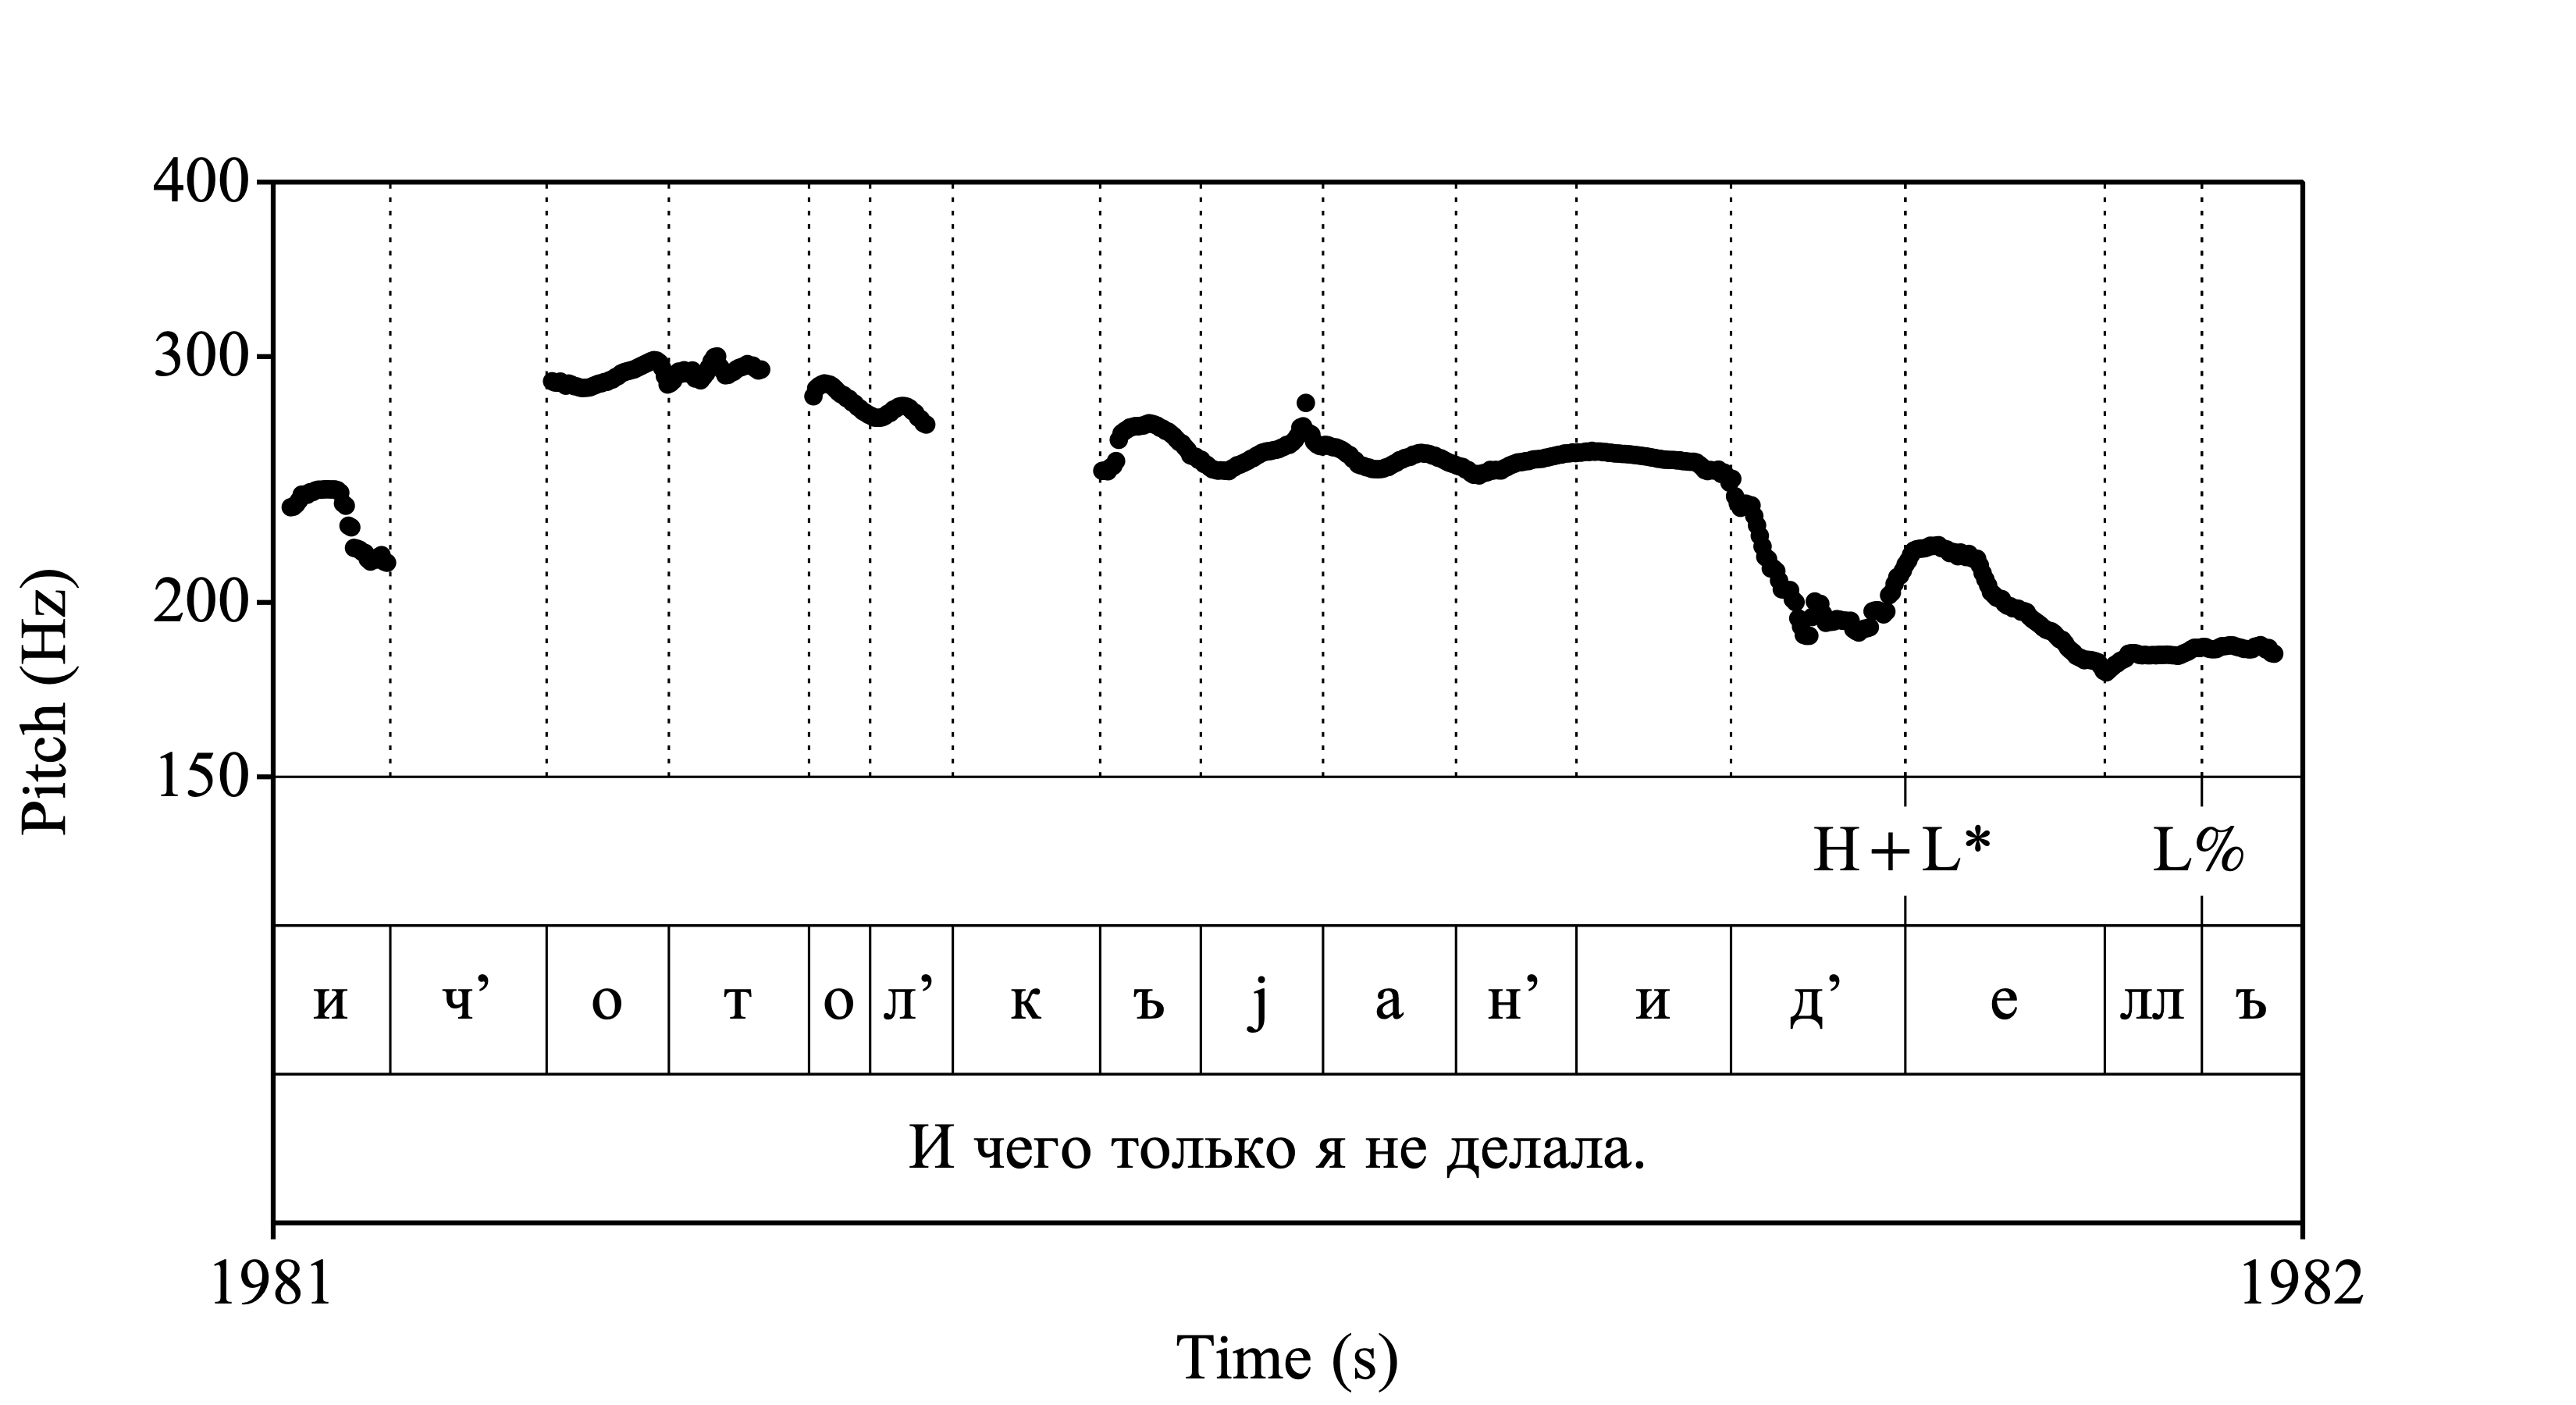 400
300
200
150
Pitch (Hz)
H+L* L%
и ч’ о т о л’ к ъ j а н’ и д’ е лл ъ
И чего только я не делала.
1981 1982
Time (s)